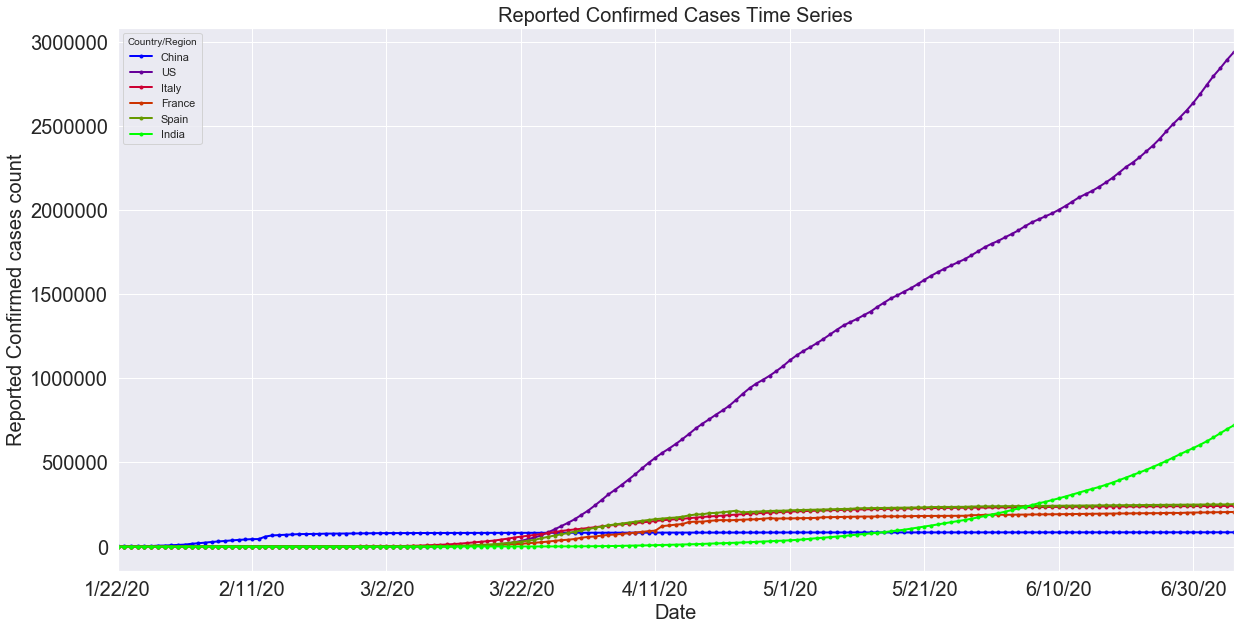 Reported Confirmed Cases Time Series
Country/Region
China
US
Italy
France
Spain
India
Reported Confirmed cases count
3000000
2500000
2000000
1500000
1000000
500000
0
1/22/20 2/11/20 3/2/20 3/22/20 4/11/20 5/1/20 5/21/20 6/10/20 6/30/20
Date